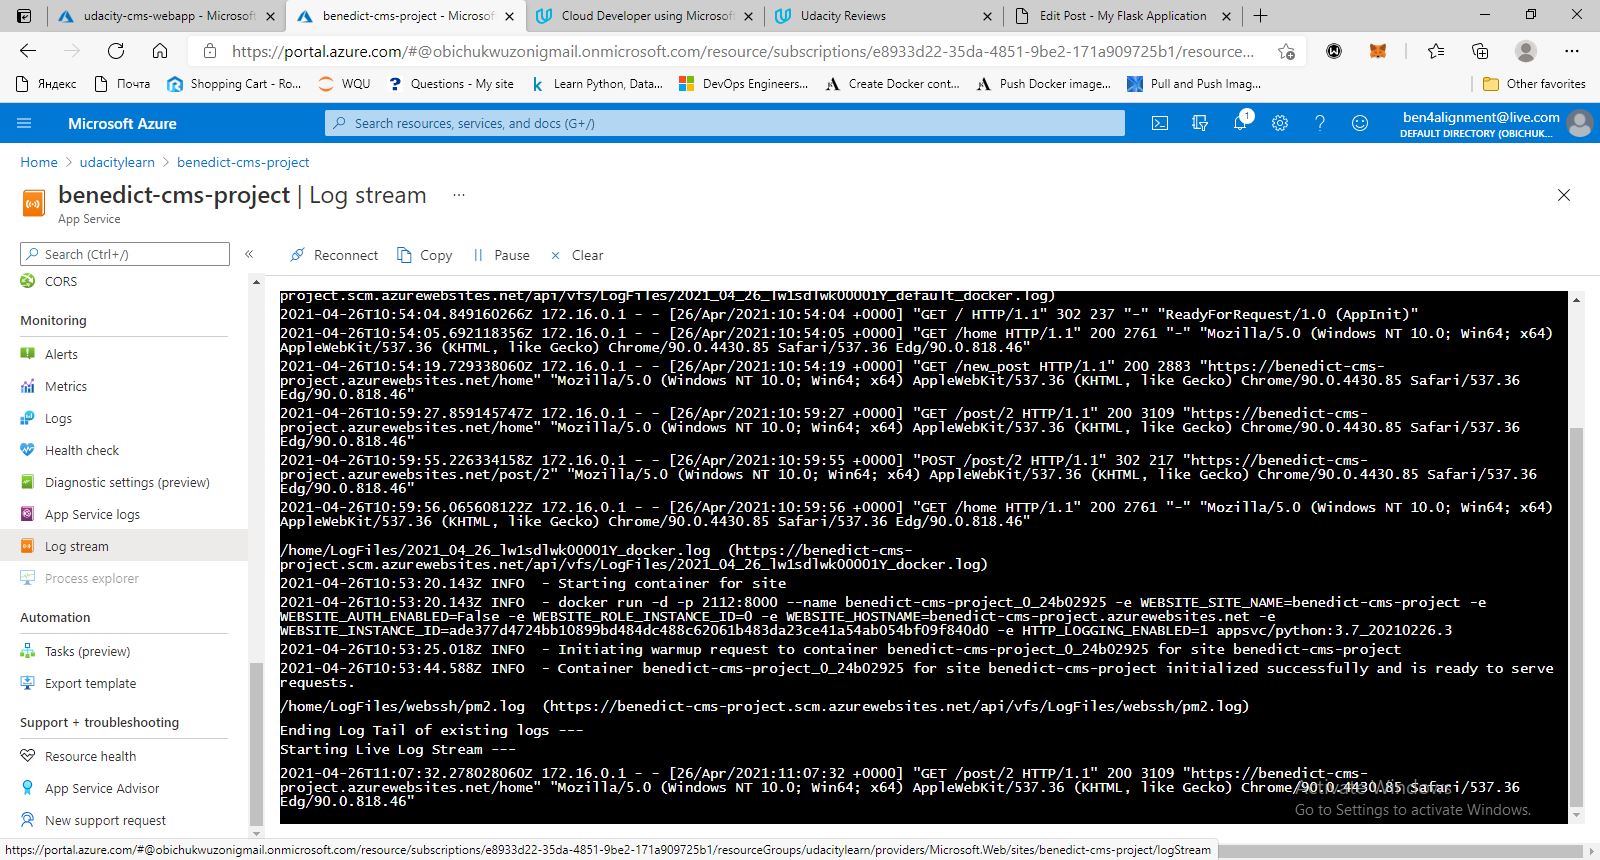 udacity-cms-webapp - Microsoft
benedict-cms-project - Microsof
Cloud Developer using Microsoft
Udacity Reviews
Edit Post - My Flask Application
https://portal.azure.com/#@obichukwuzonigmail.onmicrosoft.com/resource/subscriptions/e8933d22-35da-4851-9be2-171a909725b1/resource...
Яндекс
Почта
Shopping Cart - Ro...
WQU
Questions - My site
Learn Python, Data...
DevOps Engineers...
Create Docker cont...
Push Docker image...
Pull and Push Imag...
Other favorites
Microsoft Azure
Search resources, services, and docs (G+/)
1
ben4alignment@live.com
DEFAULT DIRECTORY (OBICHUK...
Home > udacitylearn > benedict-cms-project
benedict-cms-project | Log stream ...
App Service
Search (Ctrl+/)
«
Reconnect
Copy
Pause
Clear
CORS
Monitoring
Alerts
Metrics
Logs
Health check
Diagnostic settings (preview)
App Service logs
Log stream
Process explorer
Automation
Tasks (preview)
Export template
Support + troubleshooting
Resource health
App Service Advisor
New support request
project.scm.azurewebsites.net/api/vfs/LogFiles/2021_04_26_lw1sdlwk00001Y_default_docker.log)
2021-04-26T10:54:04.849160266Z 172.16.0.1 - - [26/Apr/2021:10:54:04 +0000] "GET / HTTP/1.1" 302 237 "-" "ReadyForRequest/1.0 (AppInit)"
2021-04-26T10:54:05.692118356Z 172.16.0.1 - - [26/Apr/2021:10:54:05 +0000] "GET /home HTTP/1.1" 200 2761 "-" "Mozilla/5.0 (Windows NT 10.0; Win64; x64)
AppleWebKit/537.36 (KHTML, like Gecko) Chrome/90.0.4430.85 Safari/537.36 Edg/90.0.818.46"
2021-04-26T10:54:19.729338060Z 172.16.0.1 - - [26/Apr/2021:10:54:19 +0000] "GET /new_post HTTP/1.1" 200 2883 "https://benedict-cms-
project.azurewebsites.net/home" "Mozilla/5.0 (Windows NT 10.0; Win64; x64) AppleWebKit/537.36 (KHTML, like Gecko) Chrome/90.0.4430.85 Safari/537.36
Edg/90.0.818.46"
2021-04-26T10:59:27.859145747Z 172.16.0.1 - - [26/Apr/2021:10:59:27 +0000] "GET /post/2 HTTP/1.1" 200 3109 "https://benedict-cms-
project.azurewebsites.net/home" "Mozilla/5.0 (Windows NT 10.0; Win64; x64) AppleWebKit/537.36 (KHTML, like Gecko) Chrome/90.0.4430.85 Safari/537.36
Edg/90.0.818.46"
2021-04-26T10:59:55.226334158Z 172.16.0.1 - - [26/Apr/2021:10:59:55 +0000] "POST /post/2 HTTP/1.1" 302 217 "https://benedict-cms-
project.azurewebsites.net/post/2" "Mozilla/5.0 (Windows NT 10.0; Win64; x64) AppleWebKit/537.36 (KHTML, like Gecko) Chrome/90.0.4430.85 Safari/537.36
Edg/90.0.818.46"
2021-04-26T10:59:56.065608122Z 172.16.0.1 - - [26/Apr/2021:10:59:56 +0000] "GET /home HTTP/1.1" 200 2761 "-" "Mozilla/5.0 (Windows NT 10.0; Win64; x64)
AppleWebKit/537.36 (KHTML, like Gecko) Chrome/90.0.4430.85 Safari/537.36 Edg/90.0.818.46"
/home/LogFiles/2021_04_26_lw1sdlwk00001Y_docker.log (https://benedict-cms-
project.scm.azurewebsites.net/api/vfs/LogFiles/2021_04_26_lw1sdlwk00001Y_docker.log)
2021-04-26T10:53:20.143Z INFO - Starting container for site
2021-04-26T10:53:20.143Z INFO - docker run -d -p 2112:8000 --name benedict-cms-project_0_24b02925 -e WEBSITE_SITE_NAME=benedict-cms-project -e
WEBSITE_AUTH_ENABLED=False -e WEBSITE_ROLE_INSTANCE_ID=0 -e WEBSITE_HOSTNAME=benedict-cms-project.azurewebsites.net -e
WEBSITE_INSTANCE_ID=ade377d4724bb10899bd484dc488c62061b483da23ce41a54ab054bf09f840d0 -e HTTP_LOGGING_ENABLED=1 appsvc/python:3.7_20210226.3
2021-04-26T10:53:25.018Z INFO - Initiating warmup request to container benedict-cms-project_0_24b02925 for site benedict-cms-project
2021-04-26T10:53:44.588Z INFO - Container benedict-cms-project_0_24b02925 for site benedict-cms-project initialized successfully and is ready to serve
requests.
/home/LogFiles/webssh/pm2.log (https://benedict-cms-project.scm.azurewebsites.net/api/vfs/LogFiles/webssh/pm2.log)
Ending Log Tail of existing logs ---
Starting Live Log Stream ---
2021-04-26T11:07:32.278028060Z 172.16.0.1 - - [26/Apr/2021:11:07:32 +0000] "GET /post/2 HTTP/1.1" 200 3109 "https://benedict-cms-
project.azurewebsites.net/home" "Mozilla/5.0 (Windows NT 10.0; Win64; x64) AppleWebKit/537.36 (KHTML, like Gecko) Chrome/90.0.4430.85 Safari/537.36
Edg/90.0.818.46"
Activate Windows
Go to Settings to activate Windows.
https://portal.azure.com/#@obichukwuzonigmail.onmicrosoft.com/resource/subscriptions/e8933d22-35da-4851-9be2-171a909725b1/resourceGroups/udacitylearn/providers/Microsoft.Web/sites/benedict-cms-project/logStream